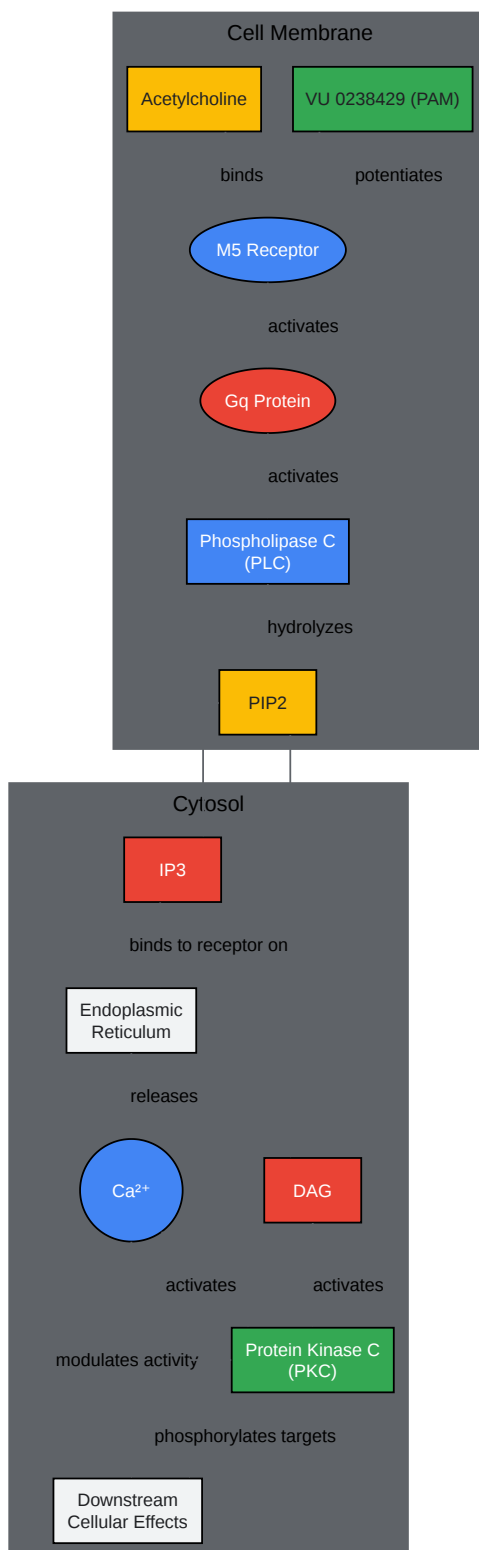 Cell Membrane
Acetylcholine
VU 0238429 (PAM)
binds
potentiates
M5 Receptor
activates
Gq Protein
activates
Phospholipase C
(PLC)
hydrolyzes
PIP2
Cytosol
IP3
binds to receptor on
Endoplasmic
Reticulum
releases
Ca²⁺
DAG
activates
activates
modulates activity
Protein Kinase C
(PKC)
phosphorylates targets
Downstream
Cellular Effects